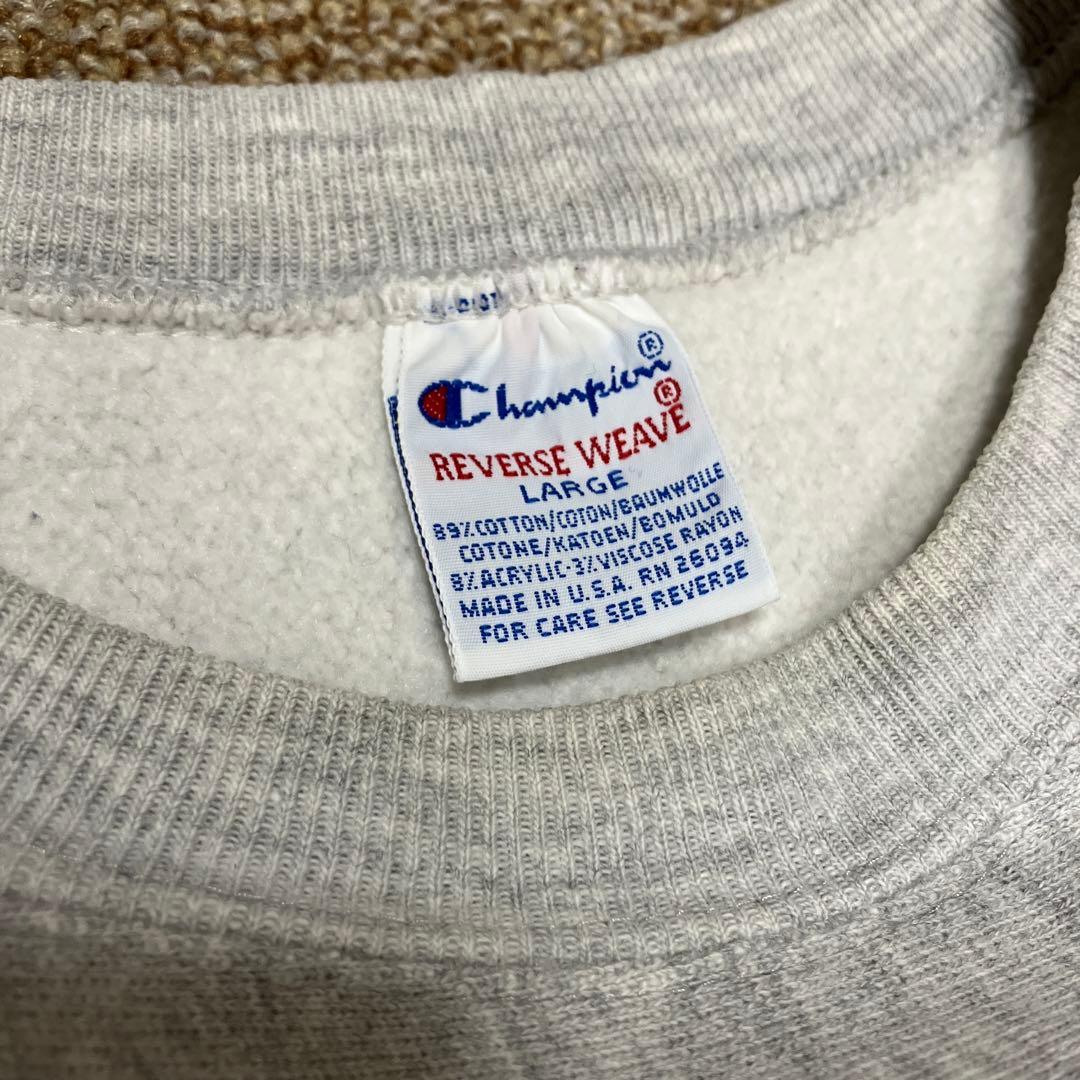 Champion®
REVERSE WEAVE®
LARGE
89%COTTON/COTON/BAUMWOLLE
COTONE/KATOEN/BOMULD
8%ACRYLIC-3%VISCOSE RAYON
MADE IN U.S.A. RN 26094
FOR CARE SEE REVERSE